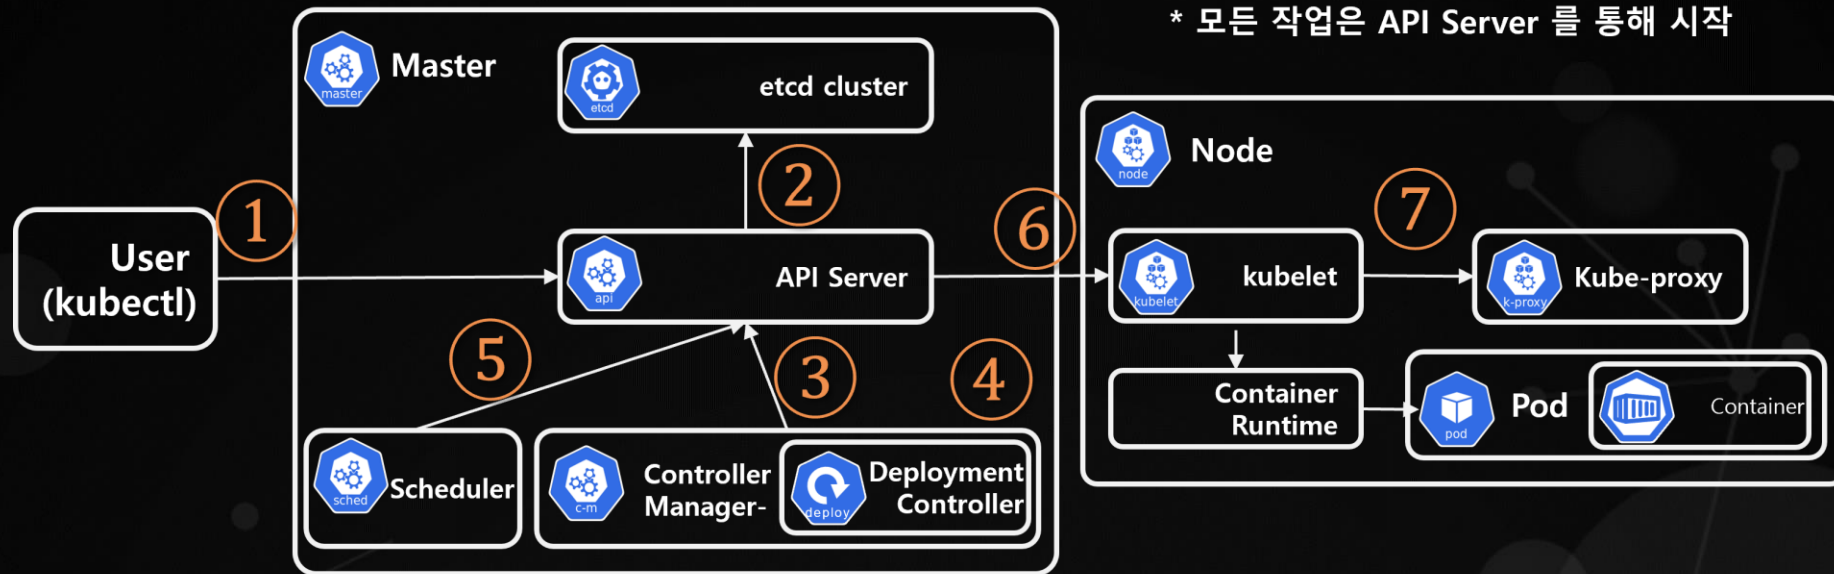 * 모든 작업은 API Server 를 통해 시작
master
Master
etcd
etcd cluster
①
②
User
(kubectl)
api
API Server
⑥
node
Node
⑦
kubelet
kubelet
k-proxy
Kube-proxy
⑤
③
④
Container
Runtime
pod
Pod
Container
sched
Scheduler
c-m
Controller
Manager-
deploy
Deployment
Controller